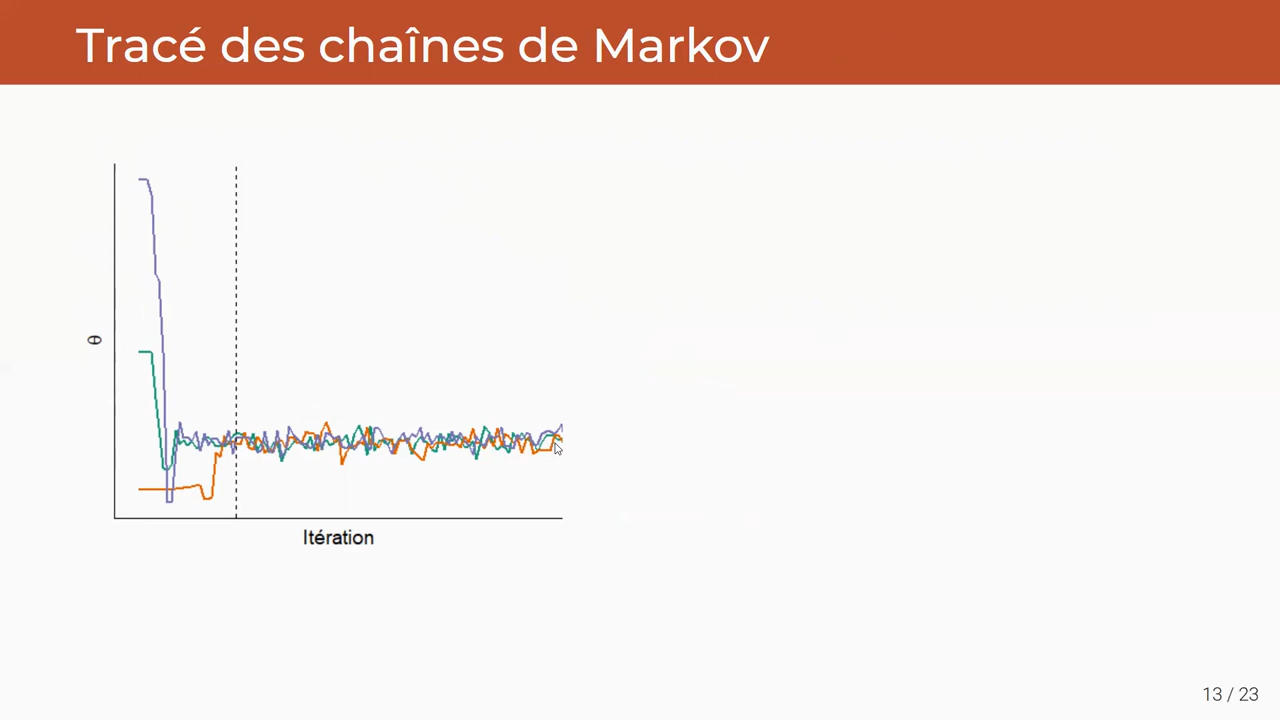 Tracé des chaînes de Markov
θ
Itération
13 / 23